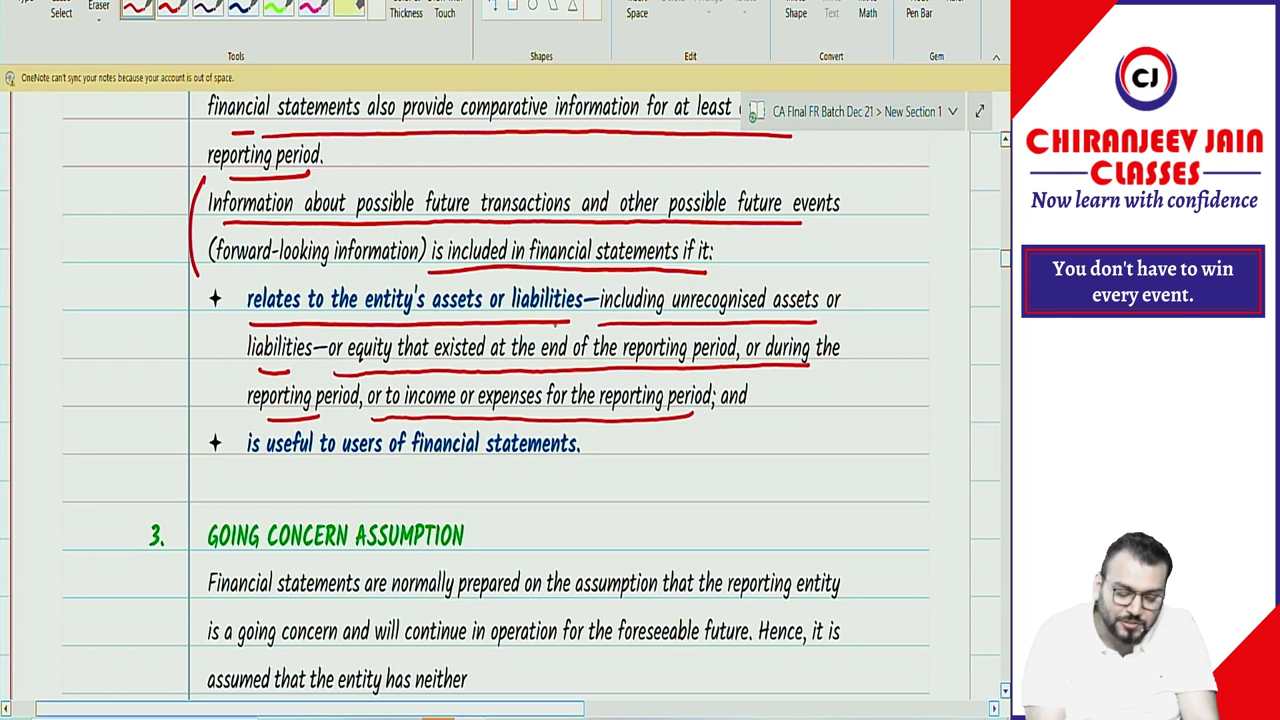 Eraser
Select
Thickness
Touch
Space
Shape
Text
Math
Pen Bar
Tools
Shapes
Edit
Convert
Gem
OneNote can't sync your notes because your account is out of space.
CA FInal FR Batch Dec 21 > New Section 1
financial statements also provide comparative information for at least
reporting period.
Information about possible future transactions and other possible future events
(forward-looking information) is included in financial statements if it:
✦ relates to the entity's assets or liabilities—including unrecognised assets or
liabilities—or equity that existed at the end of the reporting period, or during the
reporting period, or to income or expenses for the reporting period; and
✦ is useful to users of financial statements.
3. GOING CONCERN ASSUMPTION
Financial statements are normally prepared on the assumption that the reporting entity
is a going concern and will continue in operation for the foreseeable future. Hence, it is
assumed that the entity has neither
CJ
CHIRANJEEV JAIN
CLASSES
Now learn with confidence
You don't have to win
every event.